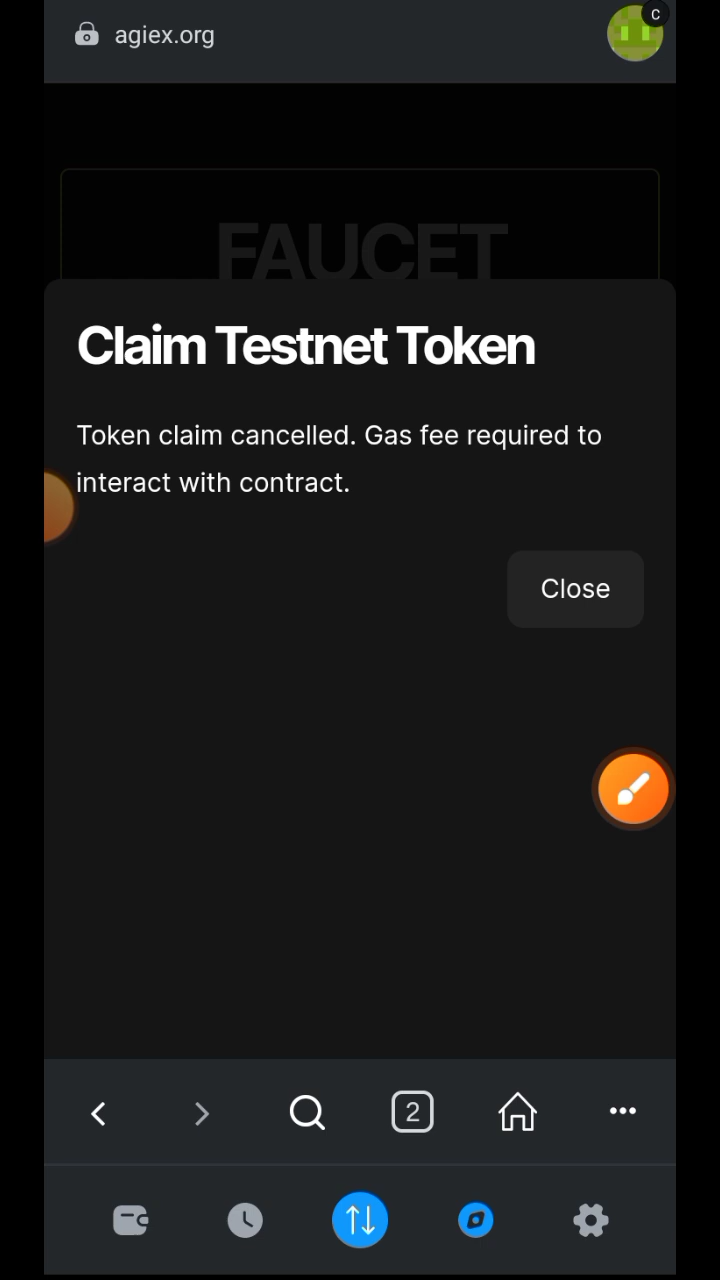 agiex.org
C
FAUCET
Claim Testnet Token
Token claim cancelled. Gas fee required to
interact with contract.
Close
2